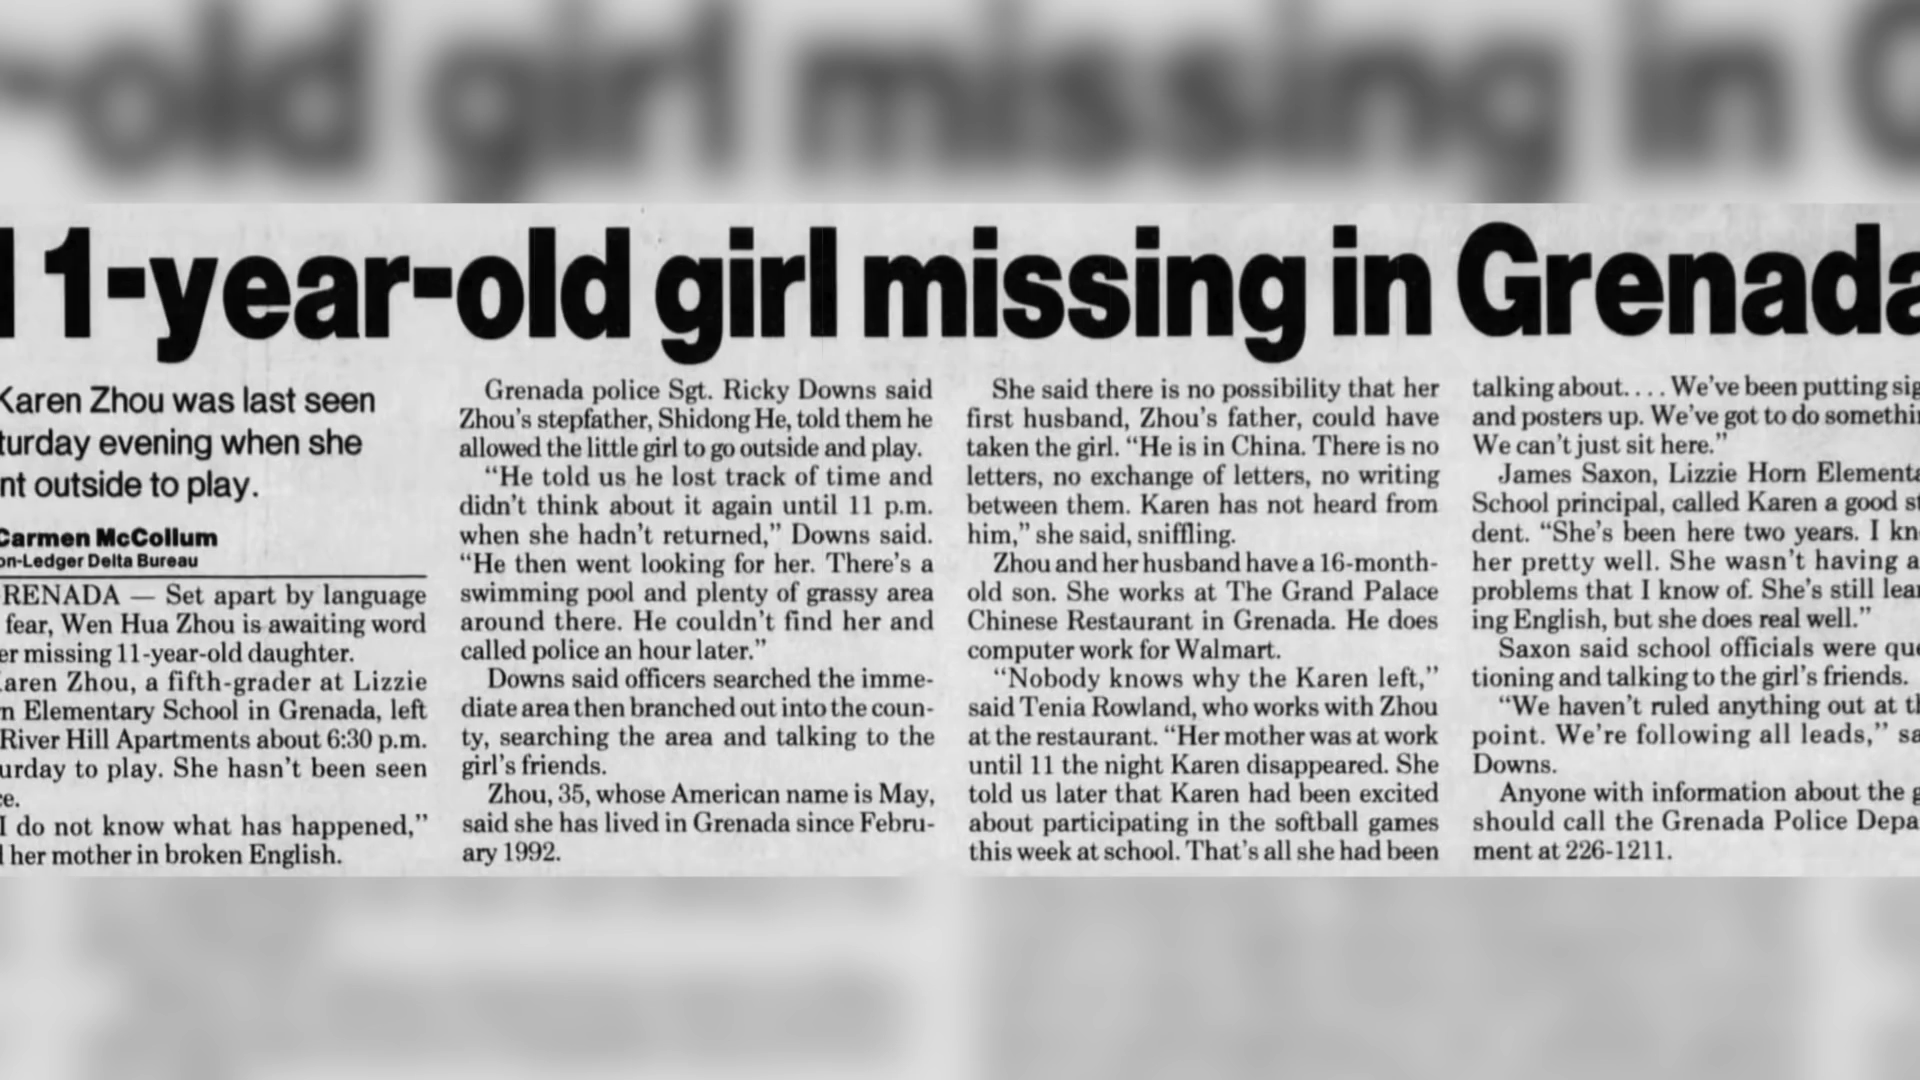 11-year-old girl missing in Grenada
Karen Zhou was last seen
turday evening when she
nt outside to play.
Carmen McCollum
on-Ledger Delta Bureau
RENADA — Set apart by language
fear, Wen Hua Zhou is awaiting word
er missing 11-year-old daughter.
aren Zhou, a fifth-grader at Lizzie
n Elementary School in Grenada, left
River Hill Apartments about 6:30 p.m.
urday to play. She hasn't been seen
ce.
I do not know what has happened,"
l her mother in broken English.
Grenada police Sgt. Ricky Downs said
Zhou's stepfather, Shidong He, told them he
allowed the little girl to go outside and play.
"He told us he lost track of time and
didn't think about it again until 11 p.m.
when she hadn't returned," Downs said.
"He then went looking for her. There's a
swimming pool and plenty of grassy area
around there. He couldn't find her and
called police an hour later."
Downs said officers searched the imme-
diate area then branched out into the coun-
ty, searching the area and talking to the
girl's friends.
Zhou, 35, whose American name is May,
said she has lived in Grenada since Febru-
ary 1992.
She said there is no possibility that her
first husband, Zhou's father, could have
taken the girl. "He is in China. There is no
letters, no exchange of letters, no writing
between them. Karen has not heard from
him," she said, sniffling.
Zhou and her husband have a 16-month-
old son. She works at The Grand Palace
Chinese Restaurant in Grenada. He does
computer work for Walmart.
"Nobody knows why the Karen left,"
said Tenia Rowland, who works with Zhou
at the restaurant. "Her mother was at work
until 11 the night Karen disappeared. She
told us later that Karen had been excited
about participating in the softball games
this week at school. That's all she had been
talking about. . . . We've been putting sig
and posters up. We've got to do somethin
We can't just sit here."
James Saxon, Lizzie Horn Elementa
School principal, called Karen a good st
dent. "She's been here two years. I kn
her pretty well. She wasn't having a
problems that I know of. She's still lear
ing English, but she does real well."
Saxon said school officials were que
tioning and talking to the girl's friends.
"We haven't ruled anything out at th
point. We're following all leads," sa
Downs.
Anyone with information about the g
should call the Grenada Police Depa
ment at 226-1211.